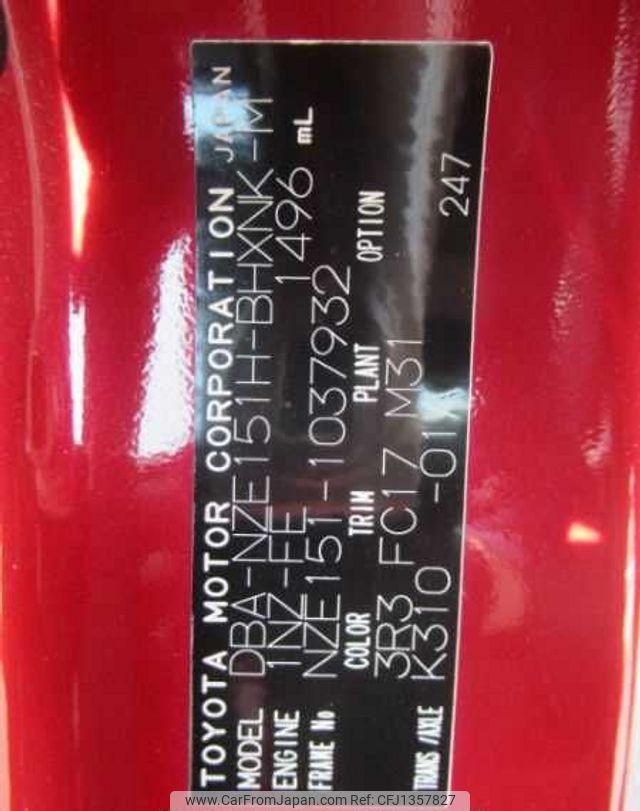 TOYOTA MOTOR CORPORATION JAPAN
MODEL DBA-NZE151H-BHXNK-M
ENGINE 1NZ-FE 1496 mL
FRAME No. NZE151-1037932
COLOR TRIM PLANT OPTION
3R3 FC17 M31
TRANS/AXLE K310 -01A 247
www.CarFromJapan.com Ref:CFJ1357827